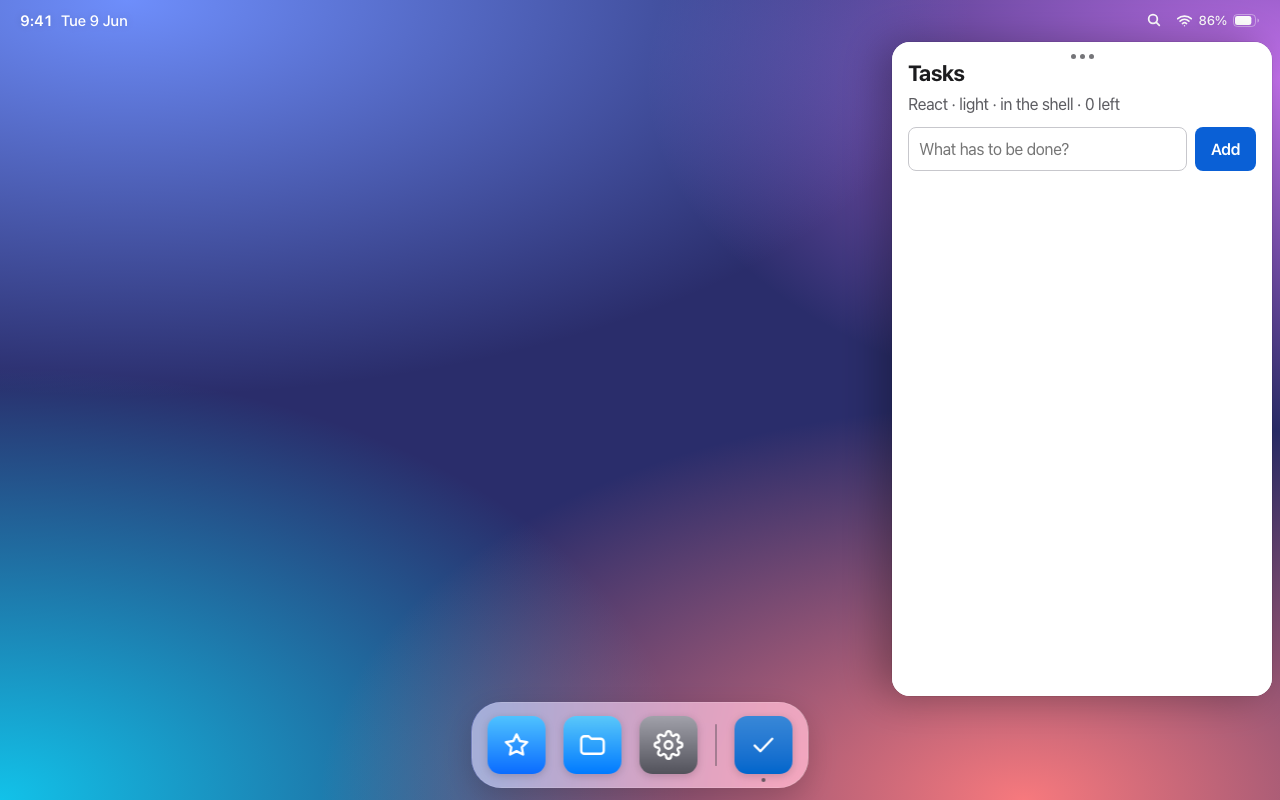 9:41 Tue 9 Jun
86%
Tasks
React · light · in the shell · 0 left
What has to be done?
Add